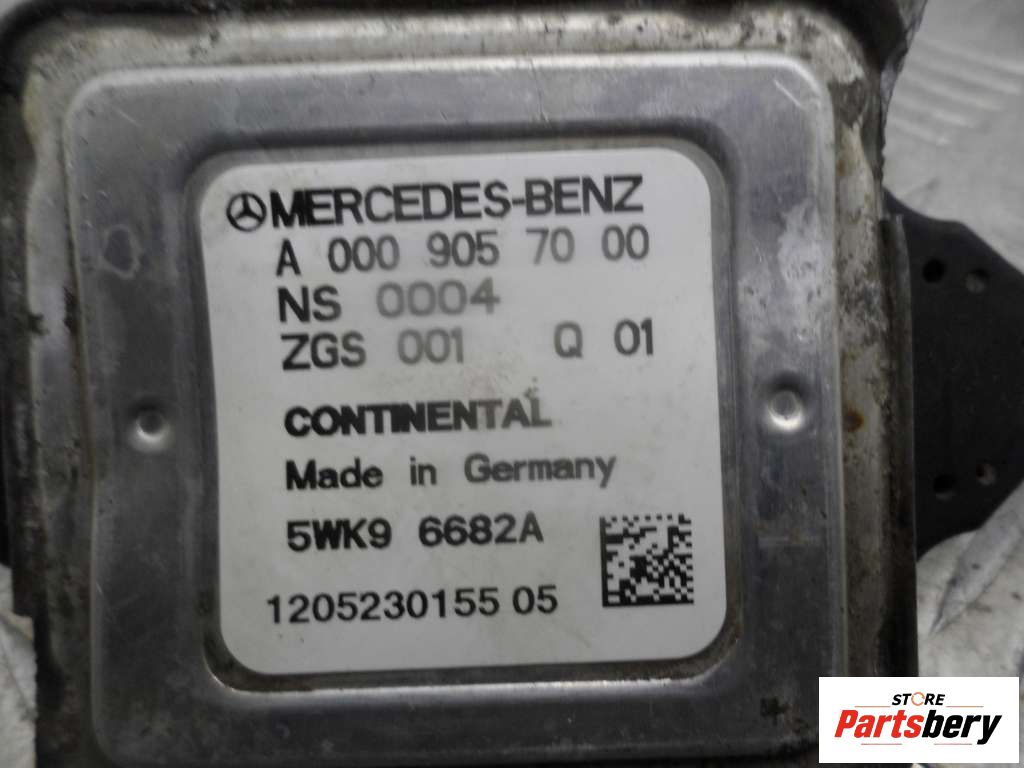 MERCEDES-BENZ
A 000 905 70 00
NS 0004
ZGS 001 Q 01
CONTINENTAL
Made in Germany
5WK9 6682A
1205230155 05
STORE
Partsbery